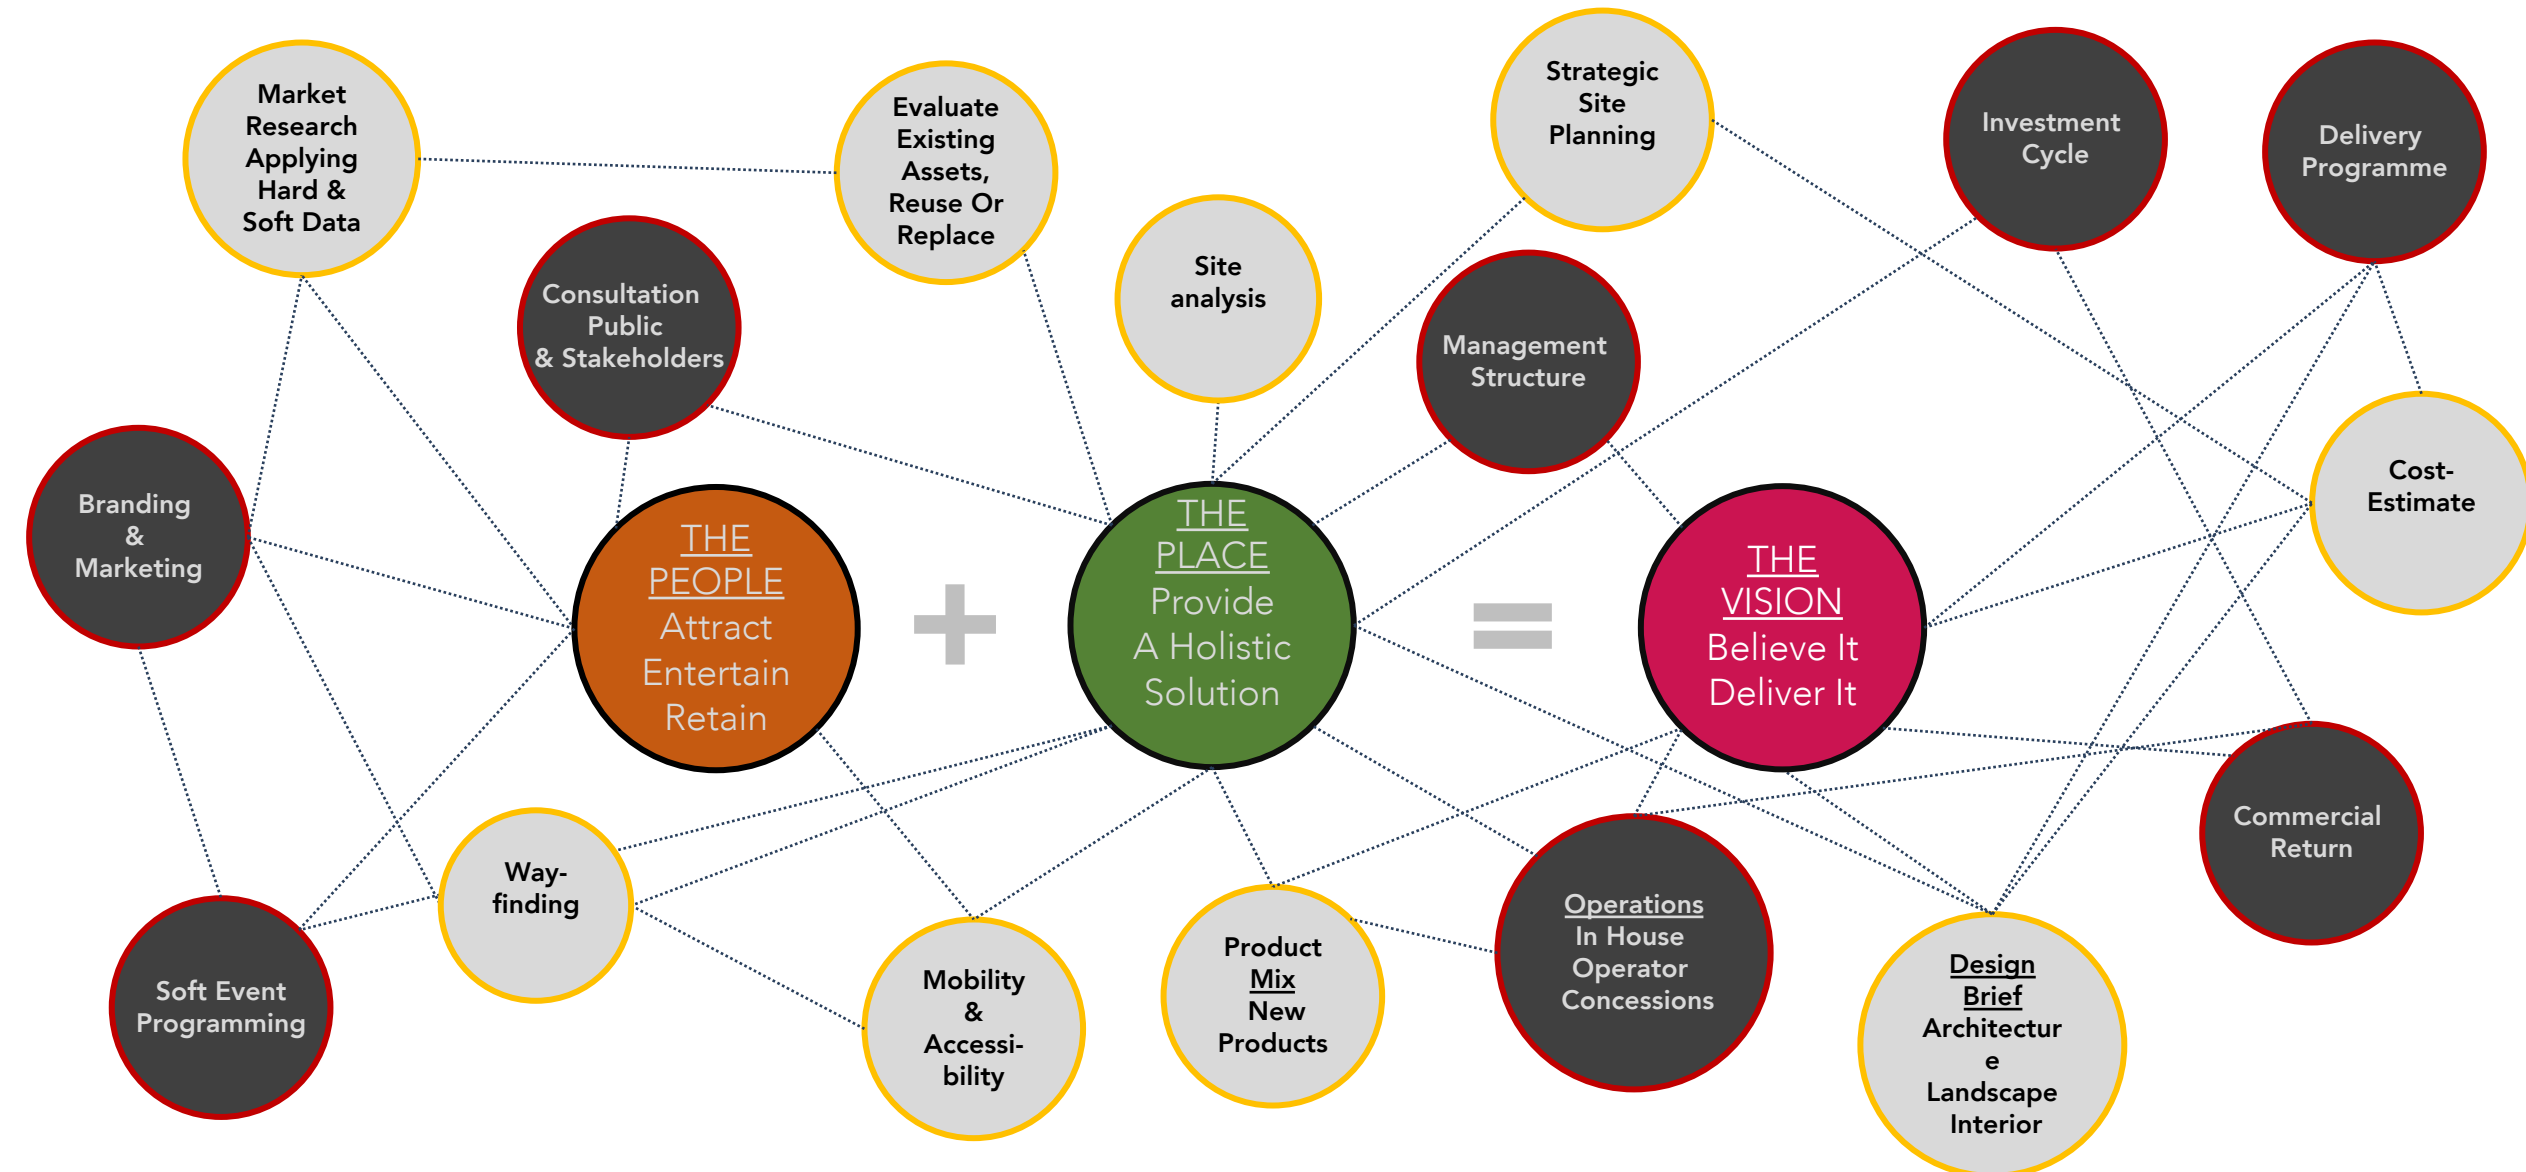 Market
Research
Applying
Hard &
Soft Data
Evaluate
Existing
Assets,
Reuse Or
Replace
Strategic
Site
Planning
Investment
Cycle
Delivery
Programme
Consultation
Public
& Stakeholders
Site
analysis
Management
Structure
Branding
&
Marketing
THE
PEOPLE
Attract
Entertain
Retain
+
THE
PLACE
Provide
A Holistic
Solution
=
THE
VISION
Believe It
Deliver It
Cost-
Estimate
Soft Event
Programming
Way-
finding
Mobility
&
Accessi-
bility
Product
Mix
New
Products
Operations
In House
Operator
Concessions
Design
Brief
Architectur
e
Landscape
Interior
Commercial
Return